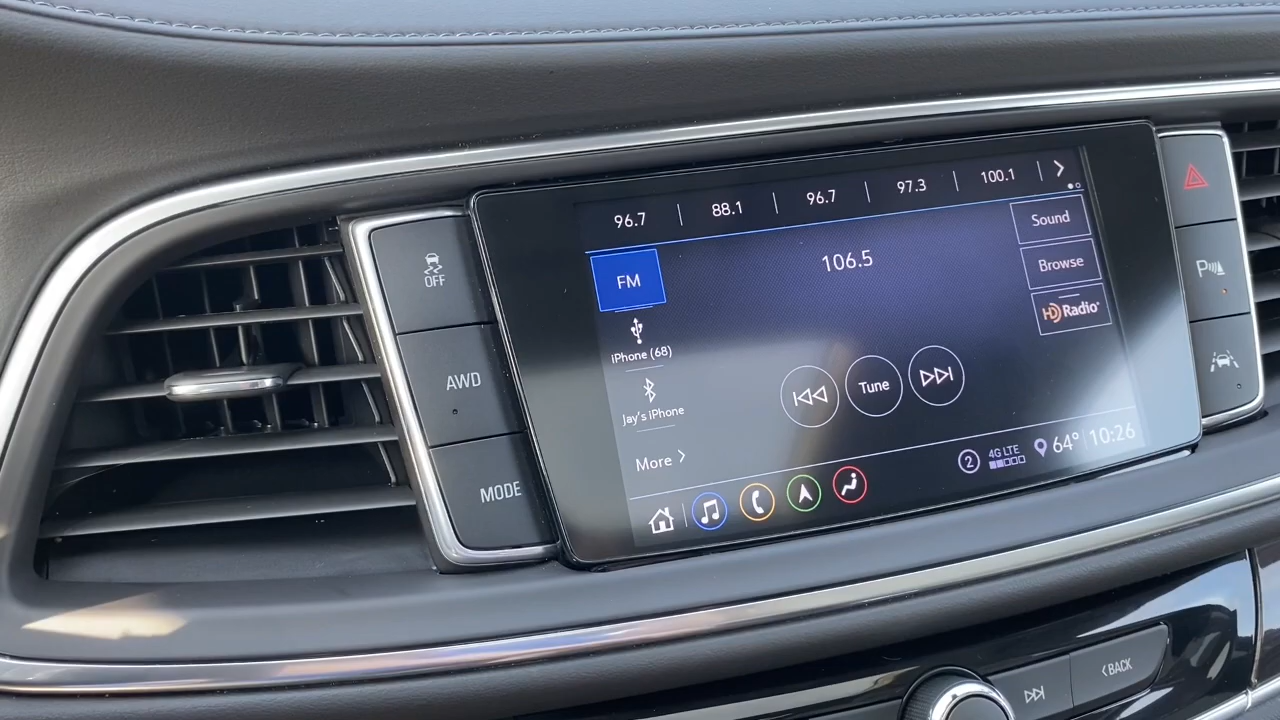 96.7 88.1 96.7 97.3 100.1
Sound
106.5
FM
Browse
HD Radio
OFF
iPhone (68)
AWD
Tune
Jay's iPhone
More
MODE
2 4G LTE 64° 10:26
P
BACK